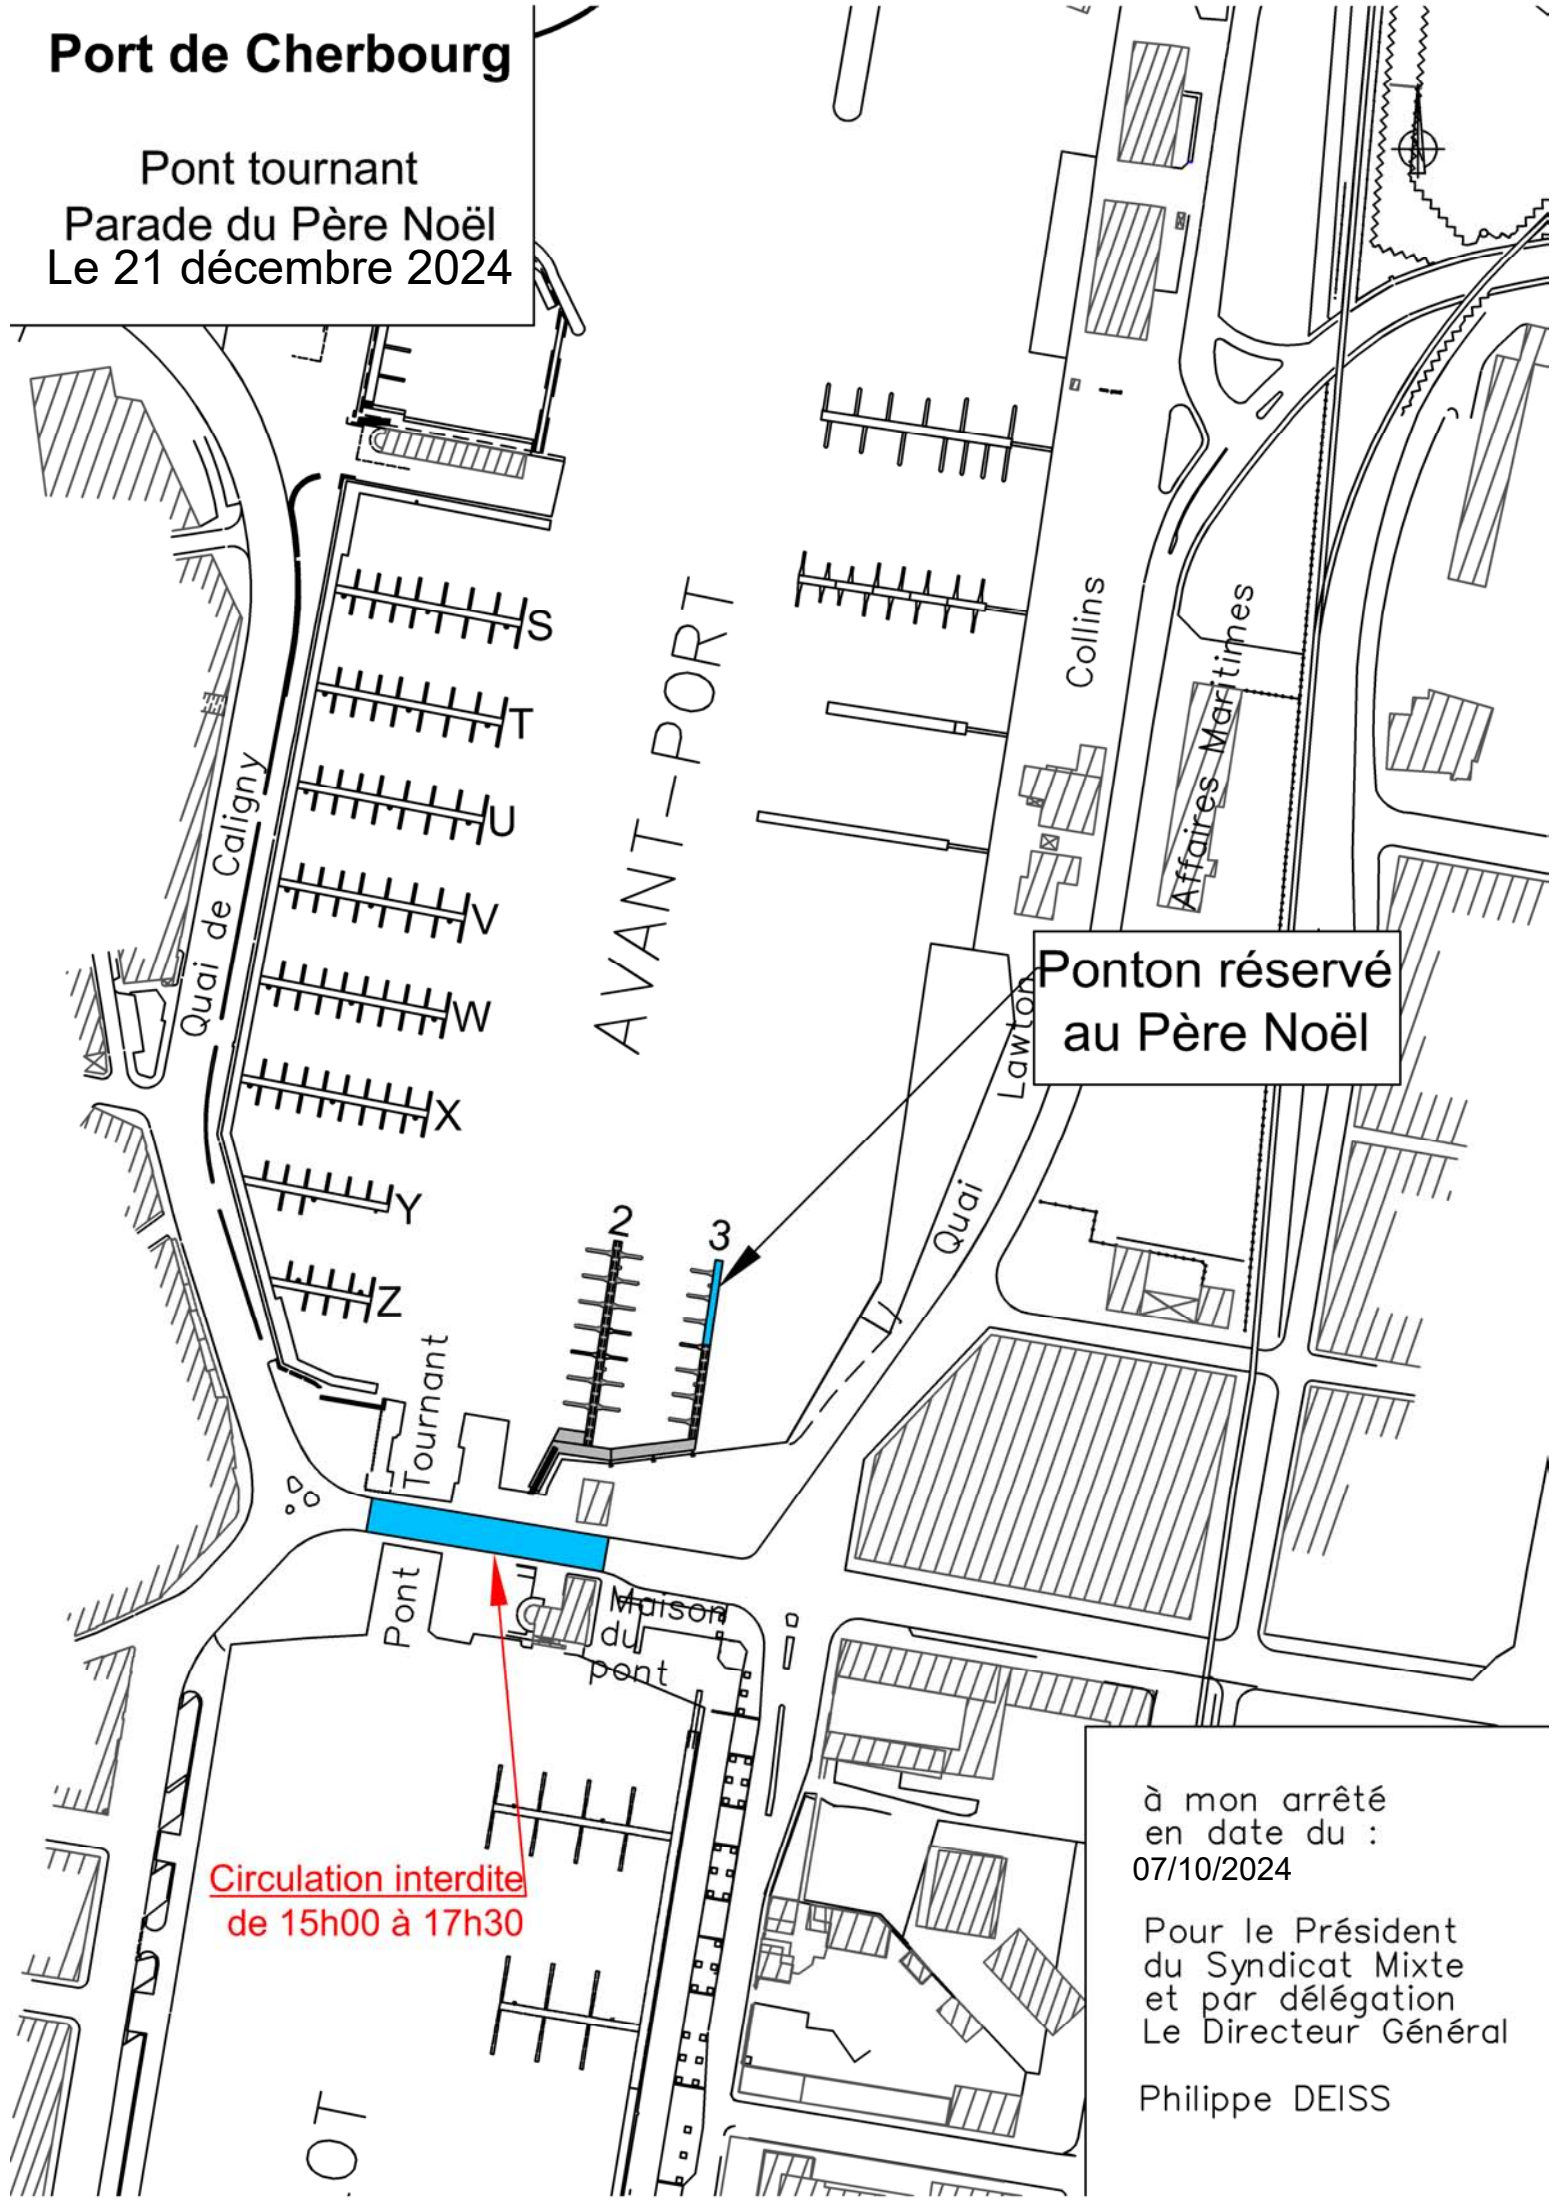 Port de Cherbourg
Pont tournant
Parade du Père Noël
Le 21 décembre 2024
S
T
U
V
W
X
Y
Z
Quai de Caligny
AVANT-PORT
Collins
Affaires Maritimes
Ponton réservé
au Père Noël
Lawton
Quai
2
3
Tournant
Pont
Maison
du
pont
Circulation interdite
de 15h00 à 17h30
OT
à mon arrêté
en date du :
07/10/2024
Pour le Président
du Syndicat Mixte
et par délégation
Le Directeur Général
Philippe DEISS